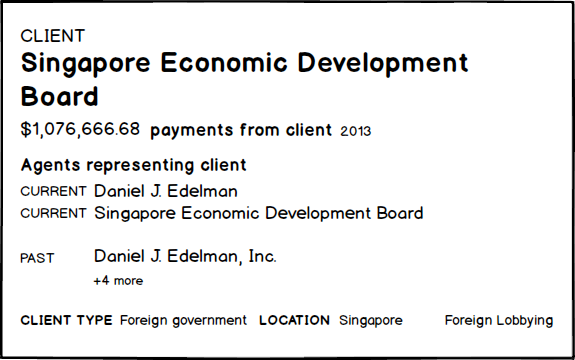 CLIENT
Singapore Economic Development
Board
$1,076,666.68 payments from client 2013
Agents representing client
CURRENT Daniel J. Edelman
CURRENT Singapore Economic Development Board
PAST Daniel J. Edelman, Inc.
+4 more
CLIENT TYPE Foreign government LOCATION Singapore Foreign Lobbying